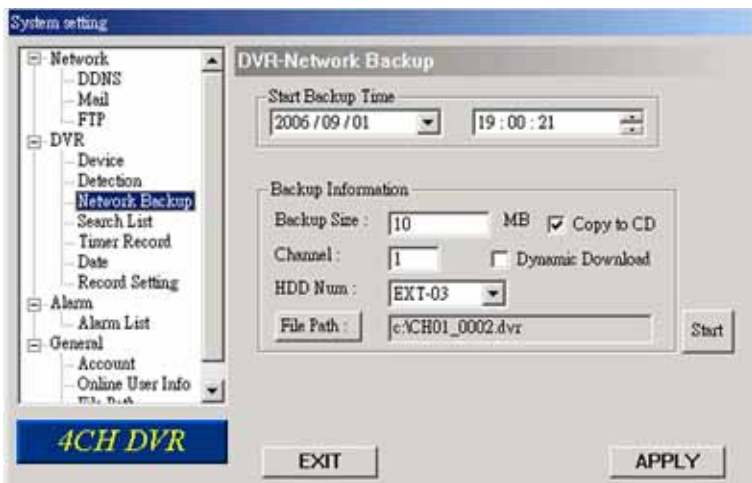 System setting
Network
DDNS
Mail
FTP
DVR
Device
Detection
Network Backup
Search List
Timer Record
Date
Record Setting
Alarm
Alarm List
General
Account
Online User Info
File Path
4CH DVR
DVR-Network Backup
Start Backup Time
2006/09/01 19:00:21
Backup Information
Backup Size : 10 MB Copy to CD
Channel : 1 Dynamic Download
HDD Num : EXT-03
File Path : c:\CH01_0002.dvr
Start
EXIT APPLY